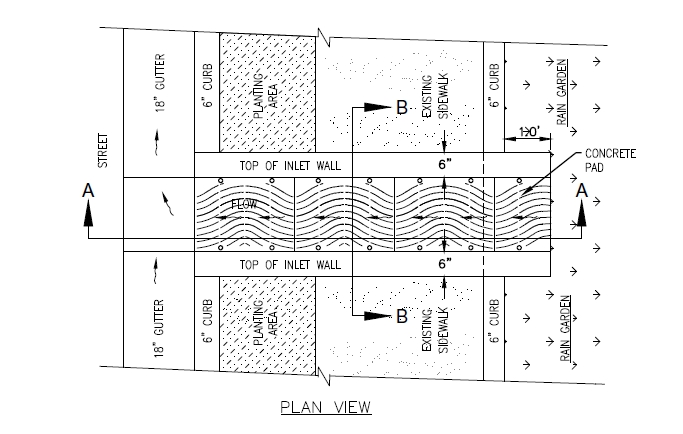 18" GUTTER
6" CURB
PLANTING
AREA
EXISTING
SIDEWALK
6" CURB
RAIN GARDEN
B
1'-0"
STREET
TOP OF INLET WALL
6"
CONCRETE
PAD
A
A
FLOW
TOP OF INLET WALL
6"
B
18" GUTTER
6" CURB
PLANTING
AREA
EXISTING
SIDEWALK
6" CURB
RAIN GARDEN
PLAN VIEW